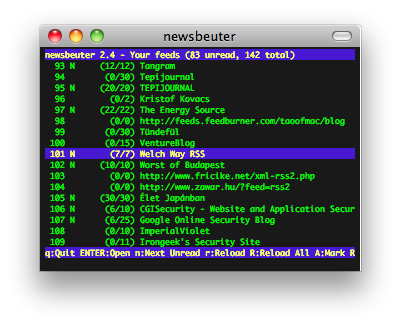 newsbeuter
newsbeuter 2.4 - Your feeds (83 unread, 142 total)
93 N (12/12) Tangram
94 (0/30) Tepijournal
95 N (20/20) TEPIJOURNAL
96 (0/2) Kristof Kovacs
97 N (22/22) The Energy Source
98 (0/0) http://feeds.feedburner.com/taoofmac/blog
99 (0/30) Tündefül
100 (0/15) VentureBlog
101 N (7/7) Welch Way RSS
102 N (10/10) Worst of Budapest
103 (0/0) http://www.fricike.net/xml-rss2.php
104 (0/0) http://www.zawar.hu/?feed=rss2
105 N (30/30) Élet Japánban
106 N (6/10) CGISecurity - Website and Application Secur
107 N (6/25) Google Online Security Blog
108 (0/10) ImperialViolet
109 (0/11) Irongeek's Security Site
q:Quit ENTER:Open n:Next Unread r:Reload R:Reload All A:Mark R